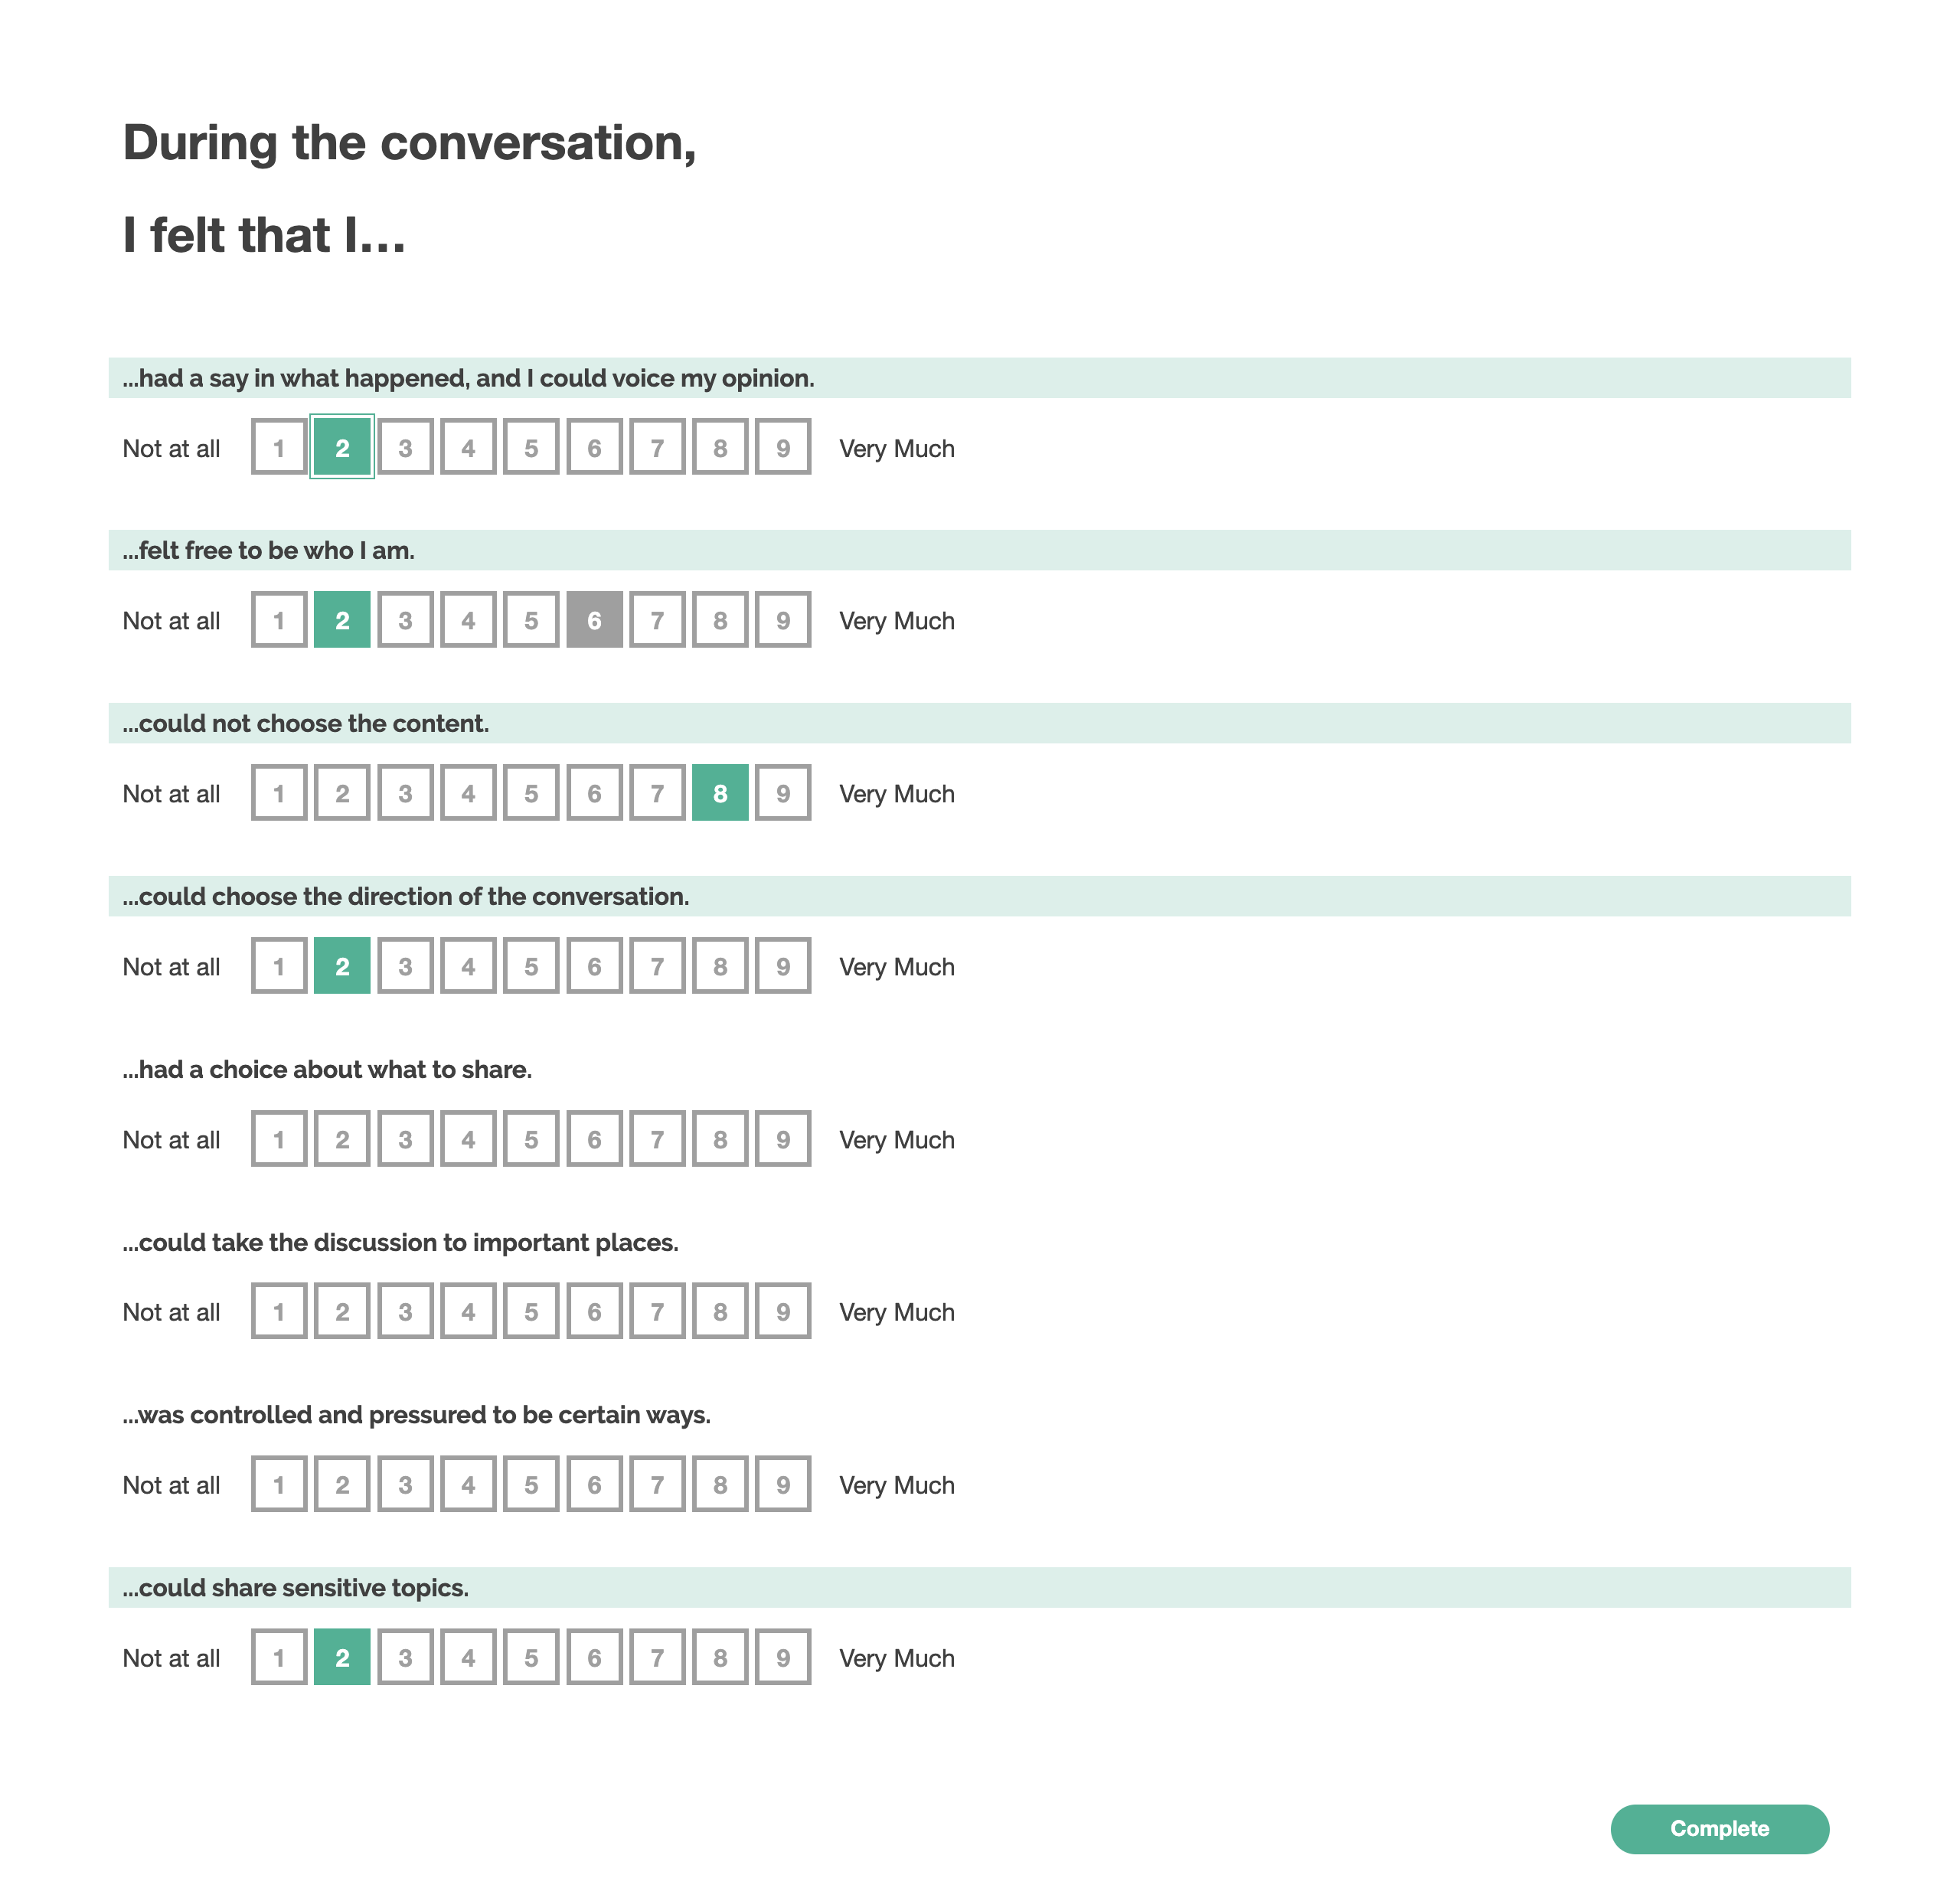 During the conversation,
I felt that I...
...had a say in what happened, and I could voice my opinion.
Not at all 1 2 3 4 5 6 7 8 9 Very Much
...felt free to be who I am.
Not at all 1 2 3 4 5 6 7 8 9 Very Much
...could not choose the content.
Not at all 1 2 3 4 5 6 7 8 9 Very Much
...could choose the direction of the conversation.
Not at all 1 2 3 4 5 6 7 8 9 Very Much
...had a choice about what to share.
Not at all 1 2 3 4 5 6 7 8 9 Very Much
...could take the discussion to important places.
Not at all 1 2 3 4 5 6 7 8 9 Very Much
...was controlled and pressured to be certain ways.
Not at all 1 2 3 4 5 6 7 8 9 Very Much
...could share sensitive topics.
Not at all 1 2 3 4 5 6 7 8 9 Very Much
Complete